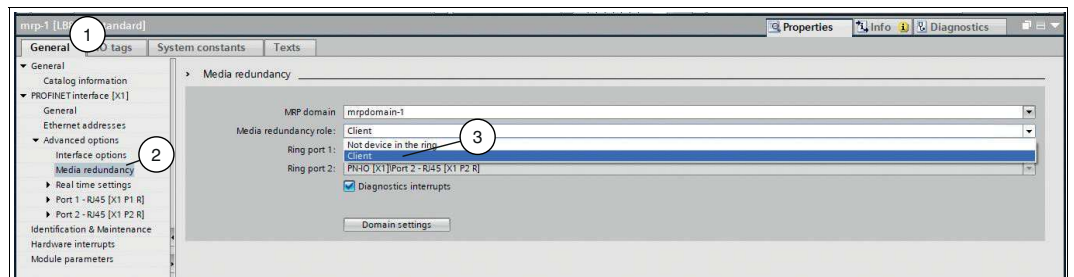 mrp-1 [LB
andard]
Properties
Info
Diagnostics
1
General
tags
System constants
Texts
General
Catalog information
PROFINET interface [X1]
General
Ethernet addresses
Advanced options
Interface options
Media redundancy
Real time settings
Port 1 - RJ45 [X1 P1 R]
Port 2 - RJ45 [X1 P2 R]
Identification & Maintenance
Hardware interrupts
Module parameters
2
Media redundancy
MRP domain
mrpdomain-1
Media redundancy role:
Client
Not device in the ring
Client
3
Ring port 1:
Ring port 2:
PN-IO [X1]\Port 2 - RJ45 [X1 P2 R]
Diagnostics interrupts
Domain settings